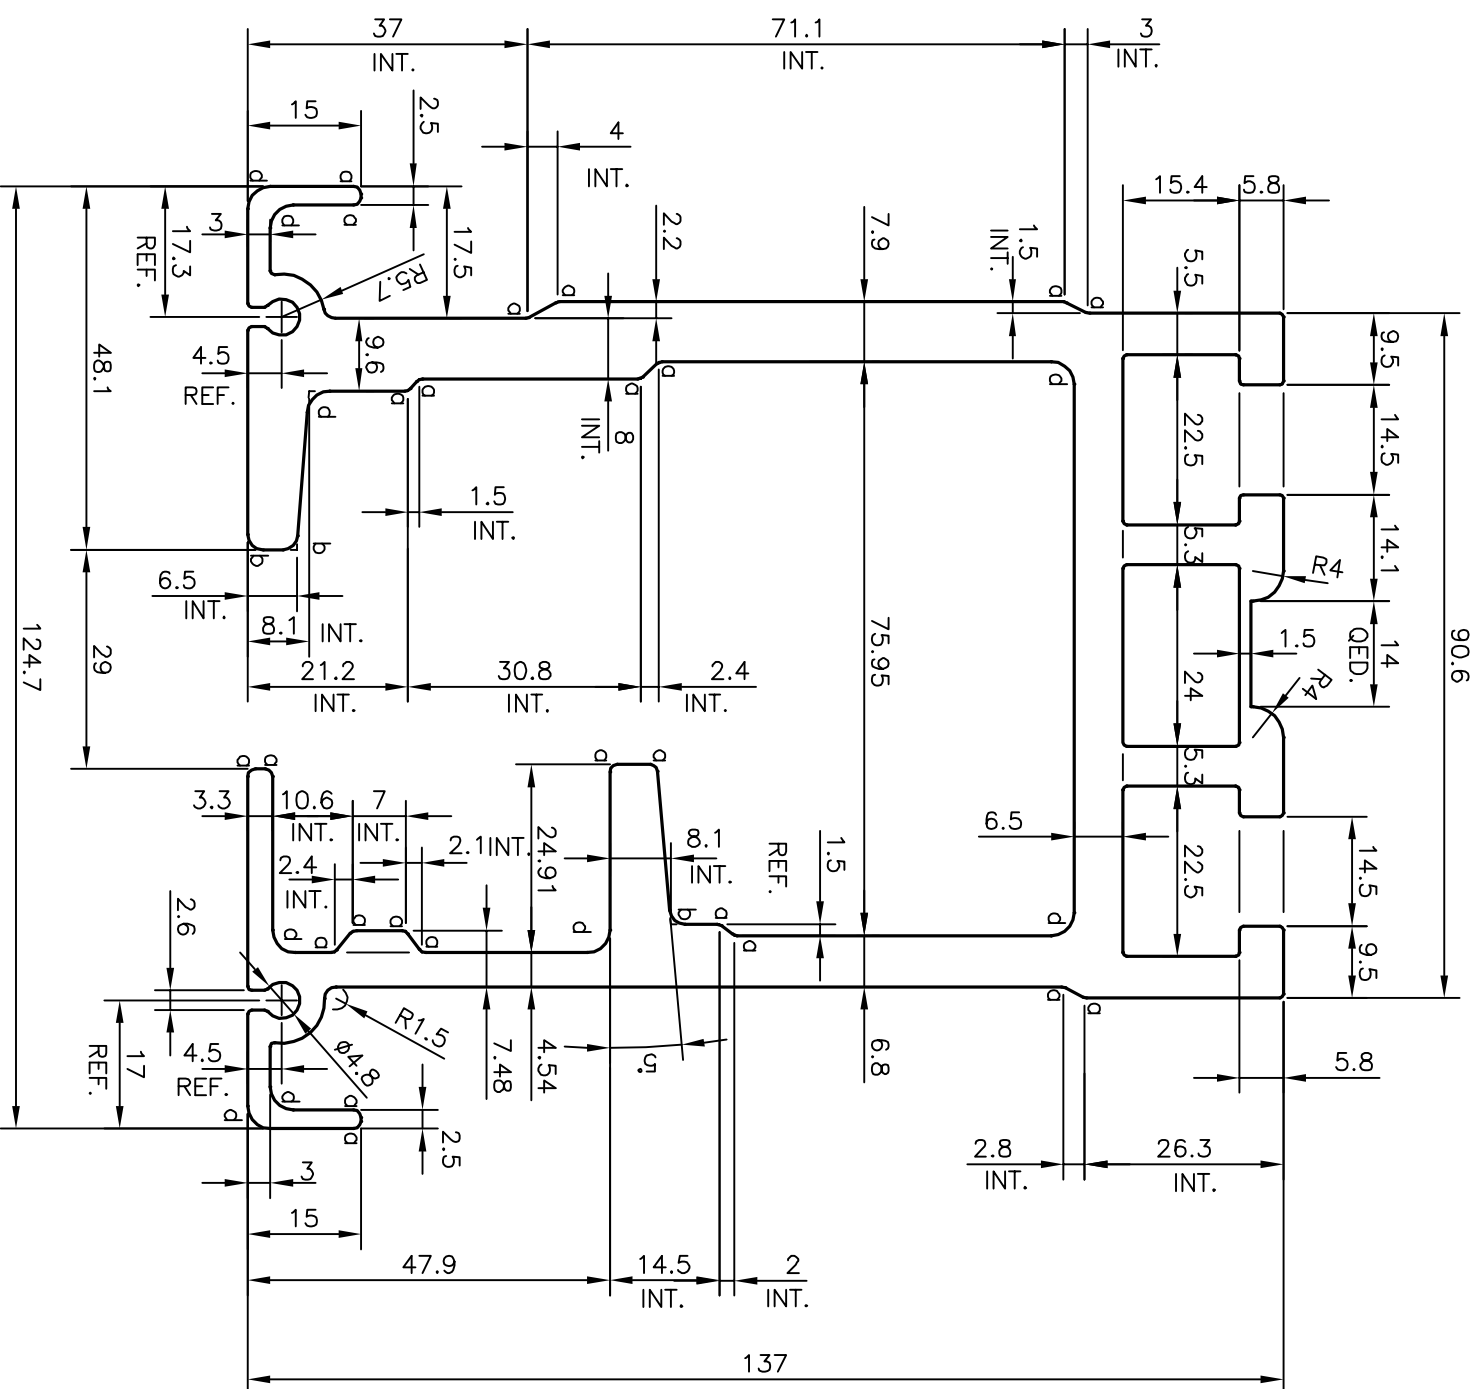 37
INT.
71.1
INT.
3
INT.
15
2.5
4
INT.
15.4
5.8
d
a
a
d
3
17.3
REF.
R5.7
17.5
a
a
2.2
7.9
1.5
INT.
a
a
5.5
9.5
90.6
48.1
4.5
REF.
9.6
d
a
a
a
a
8
INT.
d
22.5
14.5
1.5
INT.
b
b
6.5
INT.
8.1
INT.
5.3
14.1
R4
21.2
INT.
30.8
INT.
2.4
INT.
75.95
24
1.5
14
QED.
R4
29
124.7
a
a
a
a
5.3
3.3
10.6
INT.
7
INT.
2.1 INT.
2.4
INT.
24.91
8.1
INT.
REF.
1.5
6.5
22.5
14.5
2.6
d
a
a
a
a
d
b
a
a
d
9.5
a
a
R1.5
ø4.8
4.5
REF.
17
REF.
7.48
4.54
5°
6.8
5.8
d
d
a
a
2.5
3
2.8
INT.
26.3
INT.
15
47.9
14.5
INT.
2
INT.
137